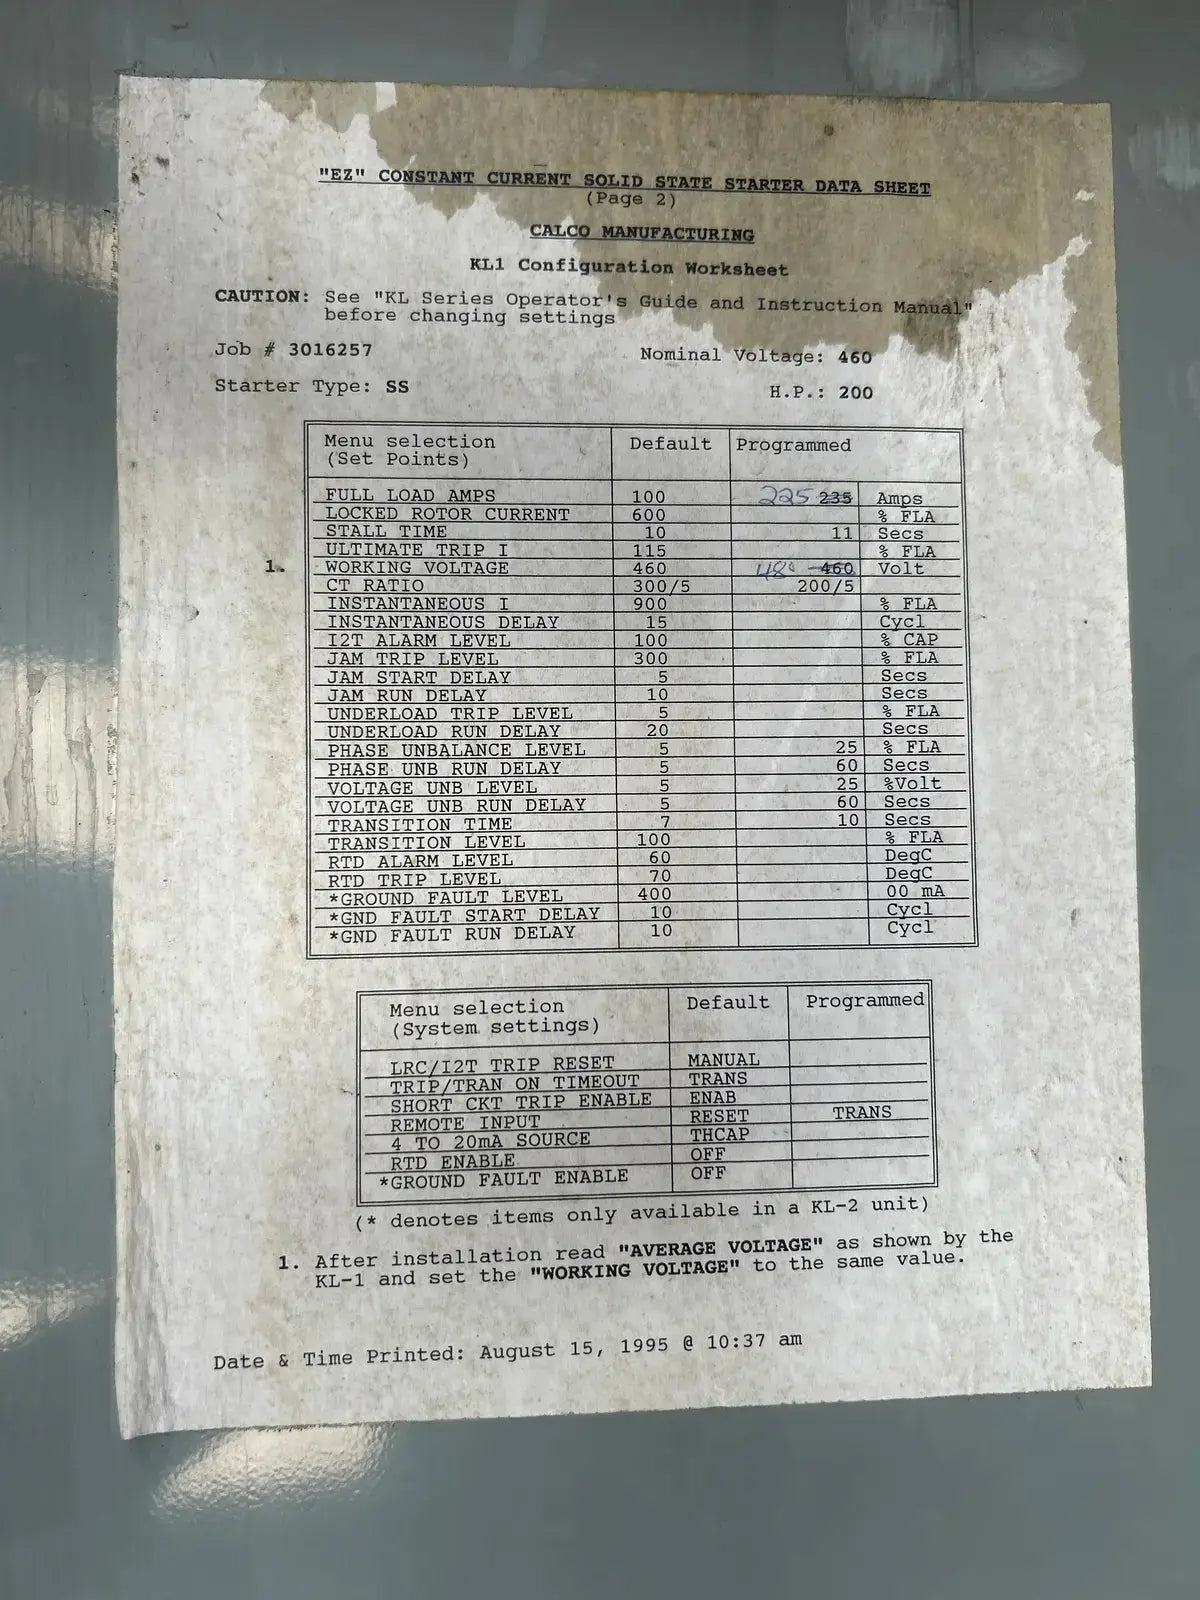 "EZ" CONSTANT CURRENT SOLID STATE STARTER DATA SHEET
(Page 2)
CALCO MANUFACTURING
KL1 Configuration Worksheet
CAUTION: See "KL Series Operator's Guide and Instruction Manual"
before changing settings
Job # 3016257 Nominal Voltage: 460
Starter Type: SS H.P.: 200
Menu selection Default Programmed
(Set Points)
FULL LOAD AMPS 100 225 235 Amps
LOCKED ROTOR CURRENT 600 % FLA
STALL TIME 10 11 Secs
ULTIMATE TRIP I 115 % FLA
1. WORKING VOLTAGE 460 480 460 Volt
CT RATIO 300/5 200/5
INSTANTANEOUS I 900 % FLA
INSTANTANEOUS DELAY 15 Cycl
I2T ALARM LEVEL 100 % CAP
JAM TRIP LEVEL 300 % FLA
JAM START DELAY 5 Secs
JAM RUN DELAY 10 Secs
UNDERLOAD TRIP LEVEL 5 % FLA
UNDERLOAD RUN DELAY 20 Secs
PHASE UNBALANCE LEVEL 5 25 % FLA
PHASE UNB RUN DELAY 5 60 Secs
VOLTAGE UNB LEVEL 5 25 %Volt
VOLTAGE UNB RUN DELAY 5 60 Secs
TRANSITION TIME 7 10 Secs
TRANSITION LEVEL 100 % FLA
RTD ALARM LEVEL 60 DegC
RTD TRIP LEVEL 70 DegC
*GROUND FAULT LEVEL 400 00 mA
*GND FAULT START DELAY 10 Cycl
*GND FAULT RUN DELAY 10 Cycl
Menu selection Default Programmed
(System settings)
LRC/I2T TRIP RESET MANUAL
TRIP/TRAN ON TIMEOUT TRANS
SHORT CKT TRIP ENABLE ENAB
REMOTE INPUT RESET TRANS
4 TO 20mA SOURCE THCAP
RTD ENABLE OFF
*GROUND FAULT ENABLE OFF
(* denotes items only available in a KL-2 unit)
1. After installation read "AVERAGE VOLTAGE" as shown by the
KL-1 and set the "WORKING VOLTAGE" to the same value.
Date & Time Printed: August 15, 1995 @ 10:37 am